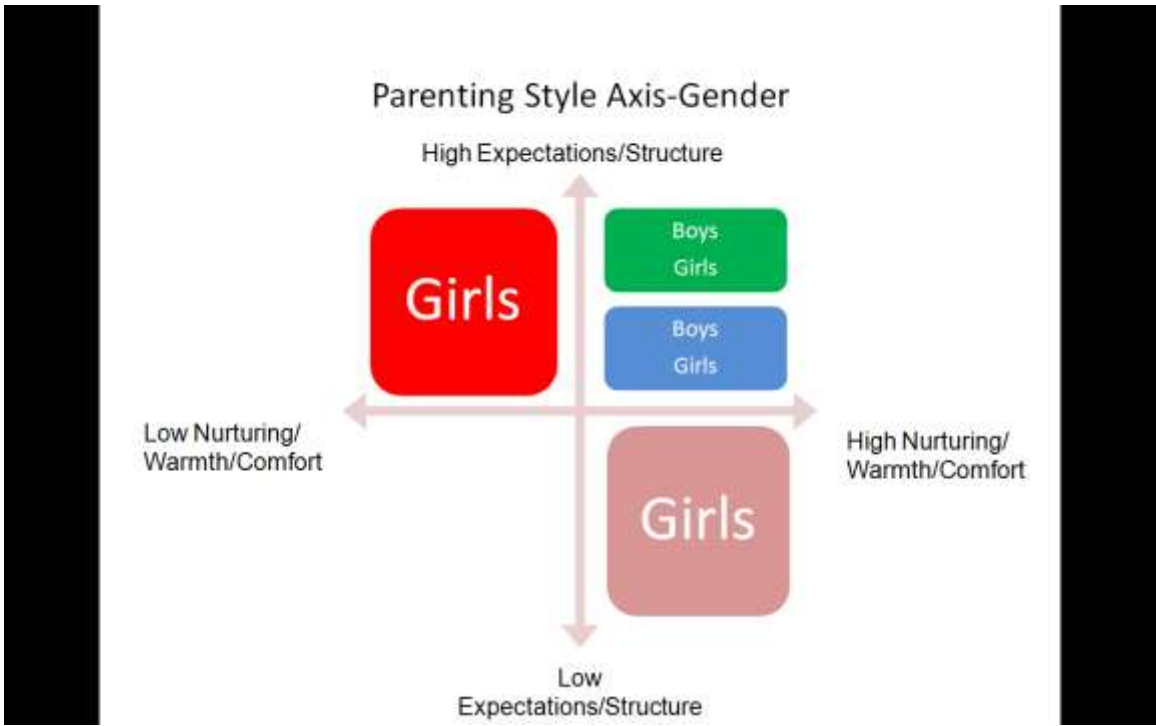 Parenting Style Axis-Gender
High Expectations/Structure
Girls
Boys
Girls
Boys
Girls
Low Nurturing/
Warmth/Comfort
High Nurturing/
Warmth/Comfort
Girls
Low
Expectations/Structure